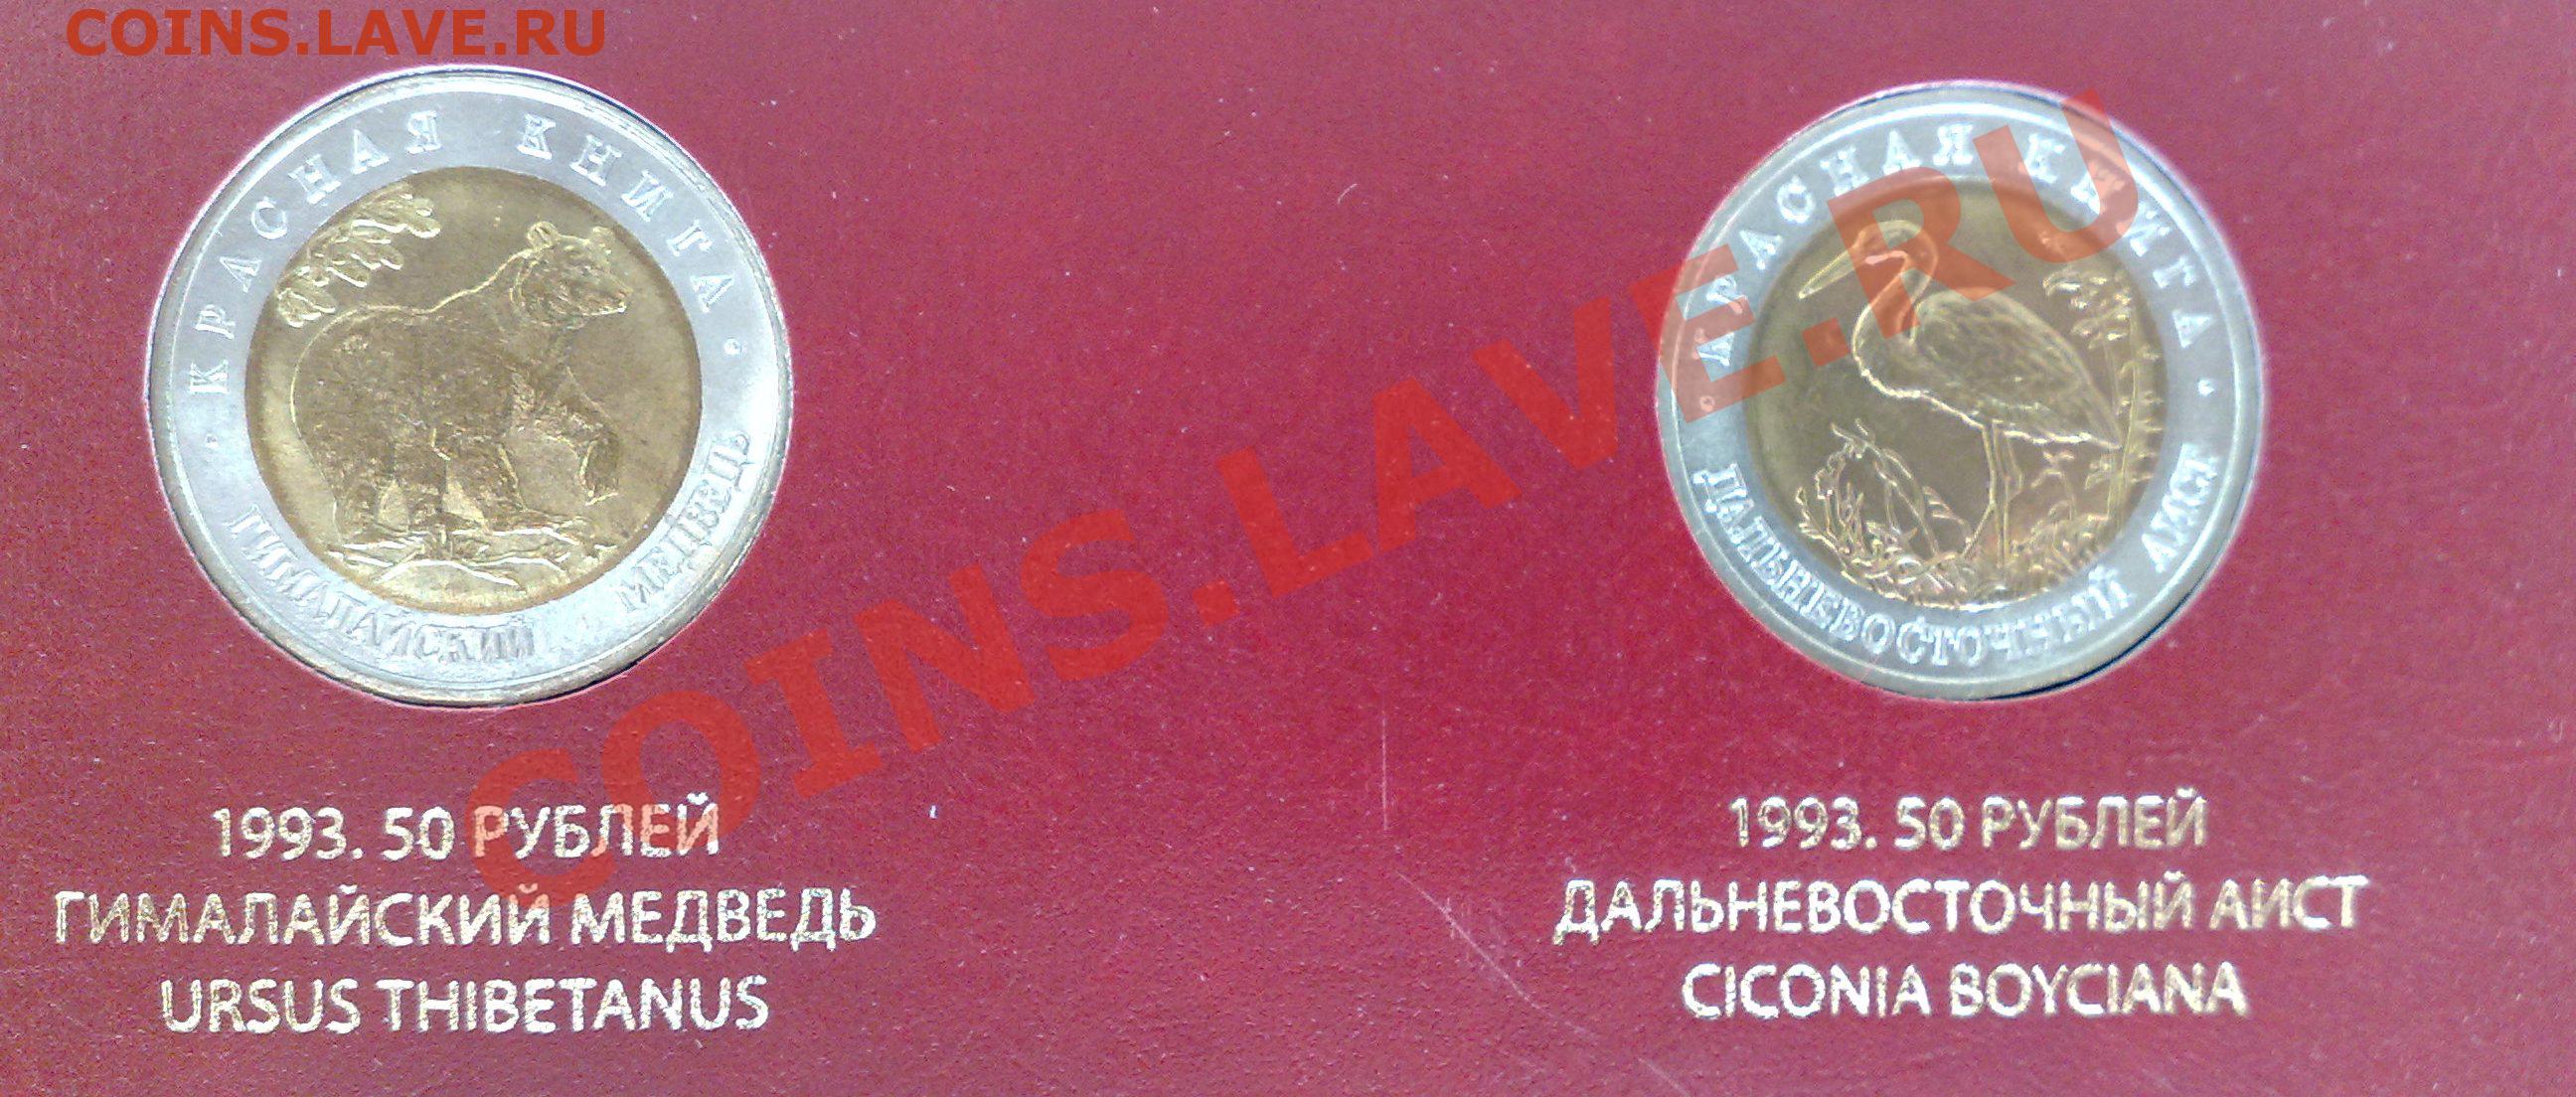 COINS.LAVE.RU
· КРАСНАЯ КНИГА ·
ГИМАЛАЙСКИЙ МЕДВЕДЬ
· КРАСНАЯ КНИГА ·
ДАЛЬНЕВОСТОЧНЫЙ АИСТ
COINS.LAVE.RU
1993. 50 РУБЛЕЙ
ГИМАЛАЙСКИЙ МЕДВЕДЬ
URSUS THIBETANUS
1993. 50 РУБЛЕЙ
ДАЛЬНЕВОСТОЧНЫЙ АИСТ
CICONIA BOYCIANA